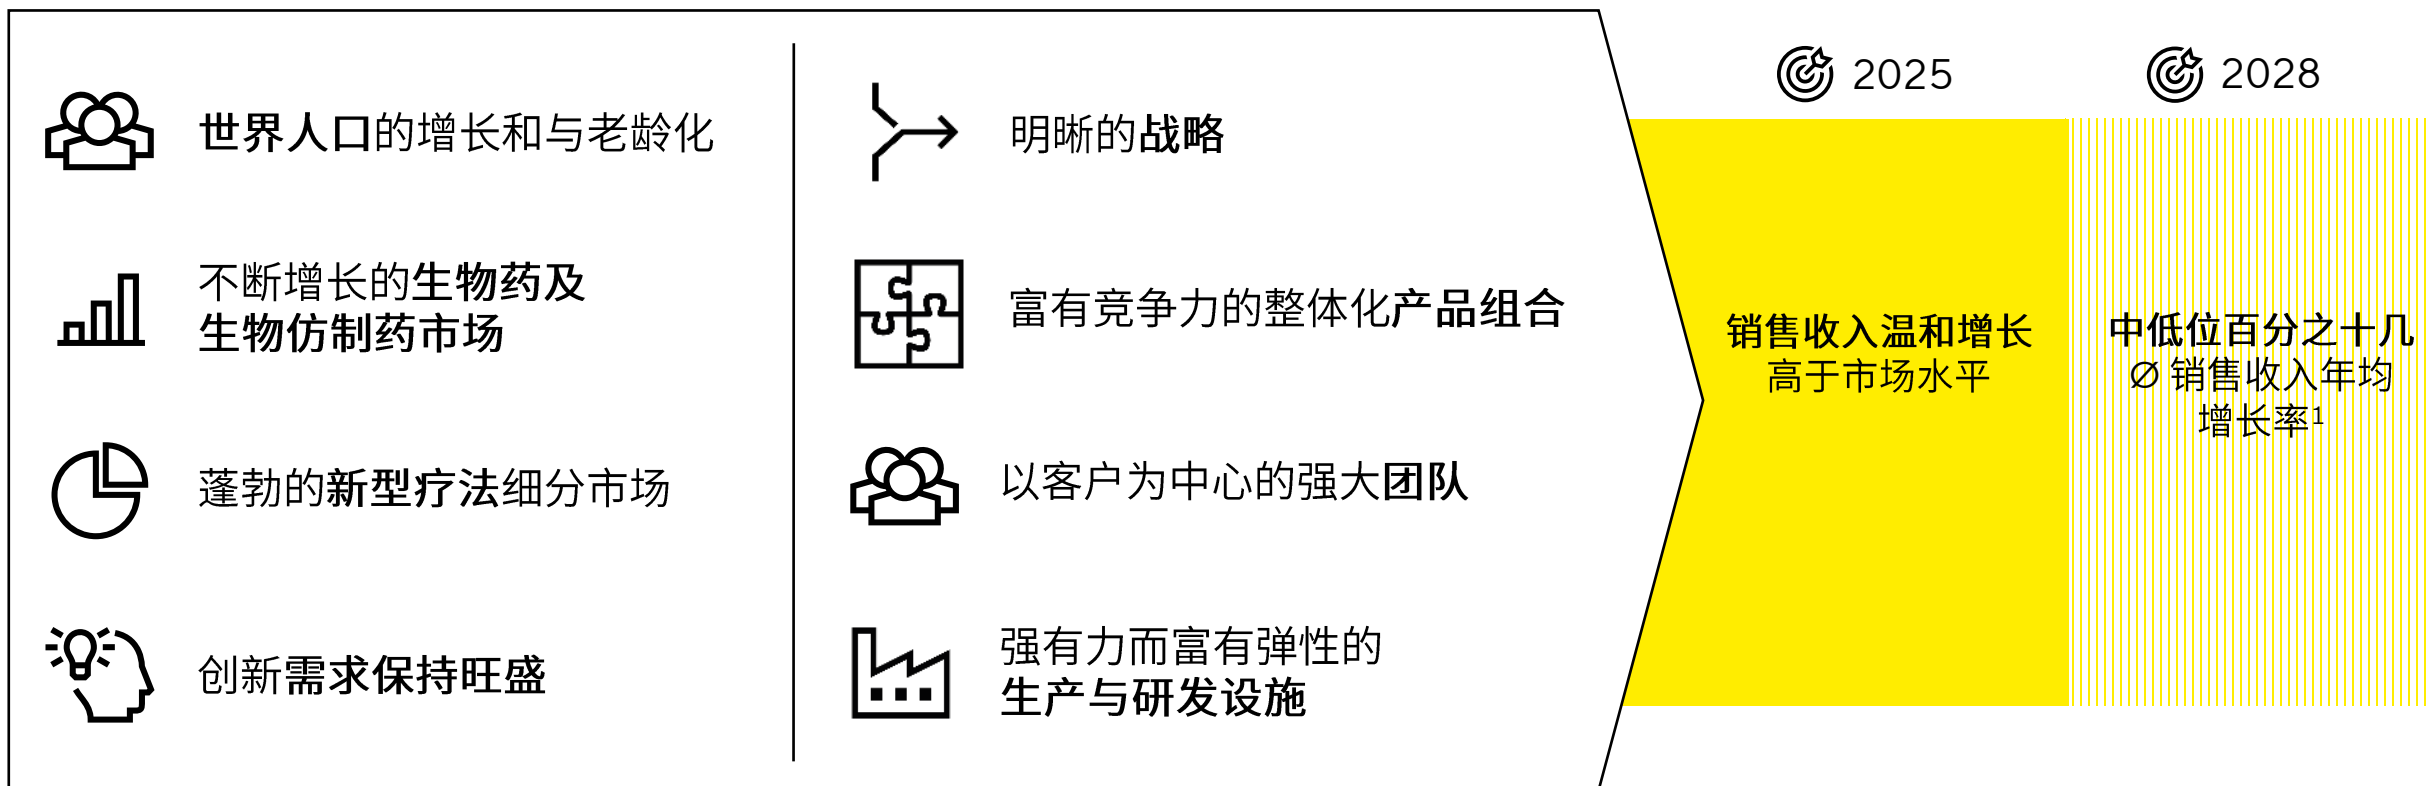 世界人口的增长和与老龄化
不断增长的生物药及
生物仿制药市场
蓬勃的新型疗法细分市场
创新需求保持旺盛
明晰的战略
富有竞争力的整体化产品组合
以客户为中心的强大团队
强有力而富有弹性的
生产与研发设施
2025
销售收入温和增长
高于市场水平
2028
中低位百分之十几
Ø 销售收入年均
增长率¹